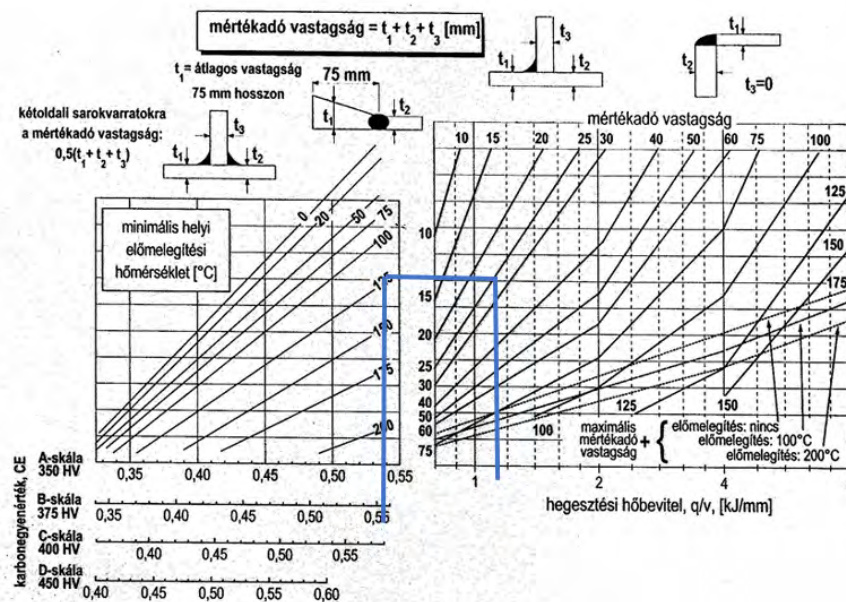 mértékadó vastagság = t₁ + t₂ + t₃ [mm]
t₁= átlagos vastagság
75 mm hosszon
75 mm
t₁
t₂
kétoldali sarokvarratokra
a mértékadó vastagság:
0,5(t₁ + t₂ + t₃)
t₁
t₃
t₂
t₁
t₃
t₂
t₁
t₂
t₃=0
mértékadó vastagság
10 15 20 25 30 40 50 60 75 100
125
150
175
10
15
20
25
30
40
50
60
75
100
125
150
minimális helyi
előmelegítési
hőmérséklet [°C]
0
20
50
75
100
125
150
175
200
maximális
mértékadó
vastagság
+
{
előmelegítés: nincs
előmelegítés: 100°C
előmelegítés: 200°C
1 2 4
hegesztési hőbevitel, q/v, [kJ/mm]
karbonegyenérték, CE
A-skála
350 HV
0,35 0,40 0,45 0,50 0,55
B-skála
375 HV
0,35 0,40 0,45 0,50 0,55
C-skála
400 HV
0,40 0,45 0,50 0,55
D-skála
450 HV
0,40 0,45 0,50 0,55 0,60